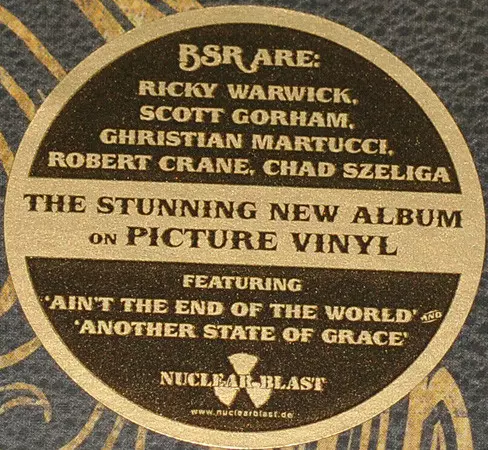 BSR ARE:
RICKY WARWICK,
SCOTT GORHAM,
GHRISTIAN MARTUCCI,
ROBERT CRANE, CHAD SZELIGA
THE STUNNING NEW ALBUM
ON PICTURE VINYL
FEATURING
'AIN'T THE END OF THE WORLD' AND
'ANOTHER STATE OF GRACE'
NUCLEAR BLAST
www.nuclearblast.de